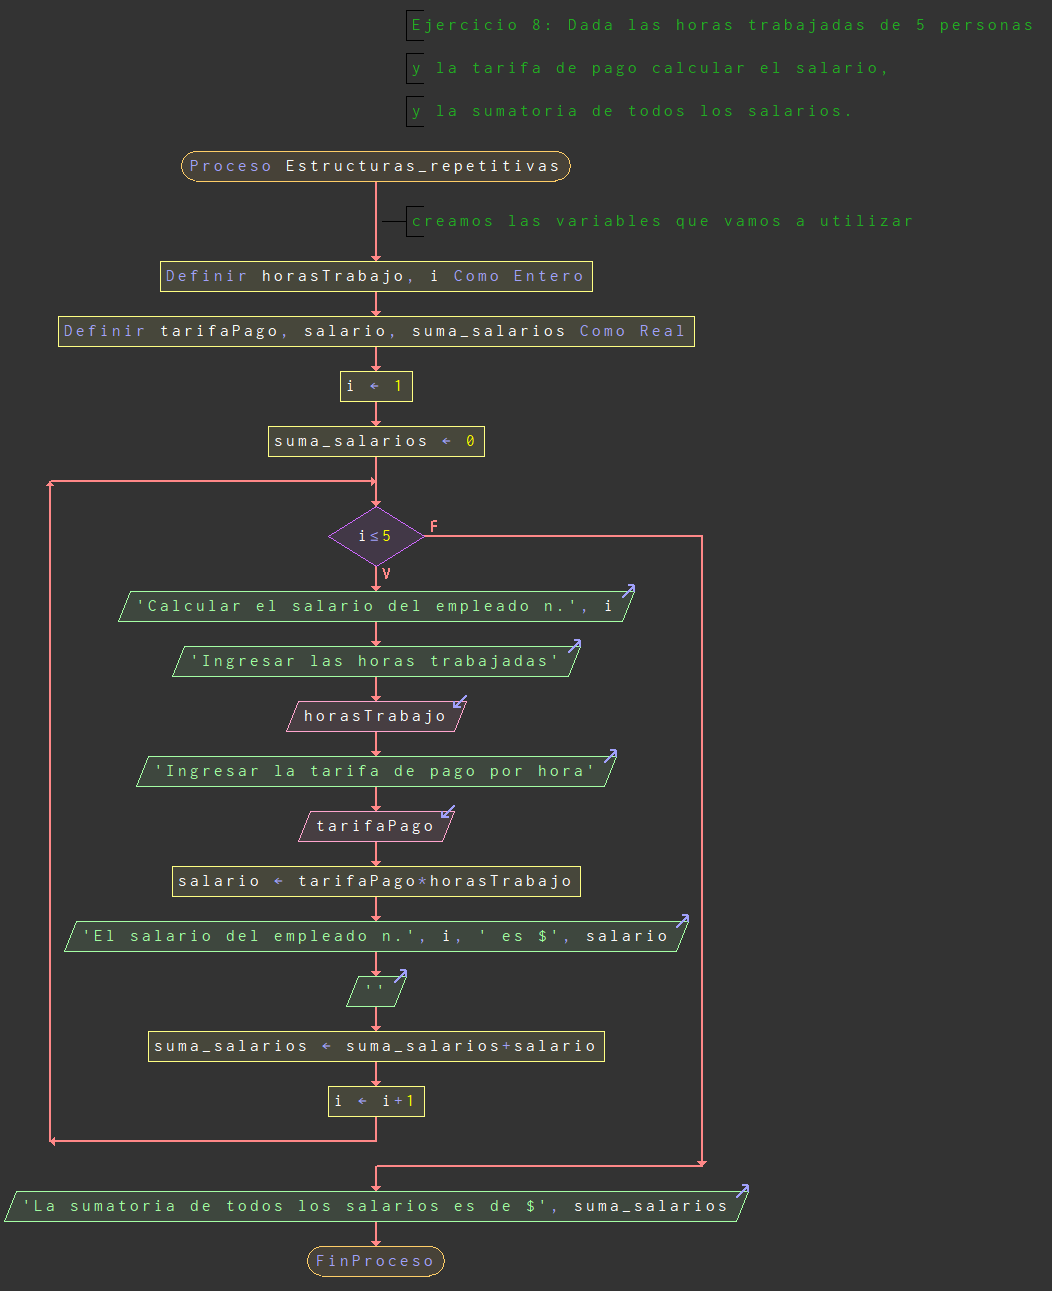 Ejercicio 8: Dada las horas trabajadas de 5 personas
y la tarifa de pago calcular el salario,
y la sumatoria de todos los salarios.
Proceso Estructuras_repetitivas
creamos las variables que vamos a utilizar
Definir horasTrabajo, i Como Entero
Definir tarifaPago, salario, suma_salarios Como Real
i ← 1
suma_salarios ← 0
i≤5
F
V
'Calcular el salario del empleado n.', i
'Ingresar las horas trabajadas'
horasTrabajo
'Ingresar la tarifa de pago por hora'
tarifaPago
salario ← tarifaPago*horasTrabajo
'El salario del empleado n.', i, ' es $', salario
''
suma_salarios ← suma_salarios+salario
i ← i+1
'La sumatoria de todos los salarios es de $', suma_salarios
FinProceso